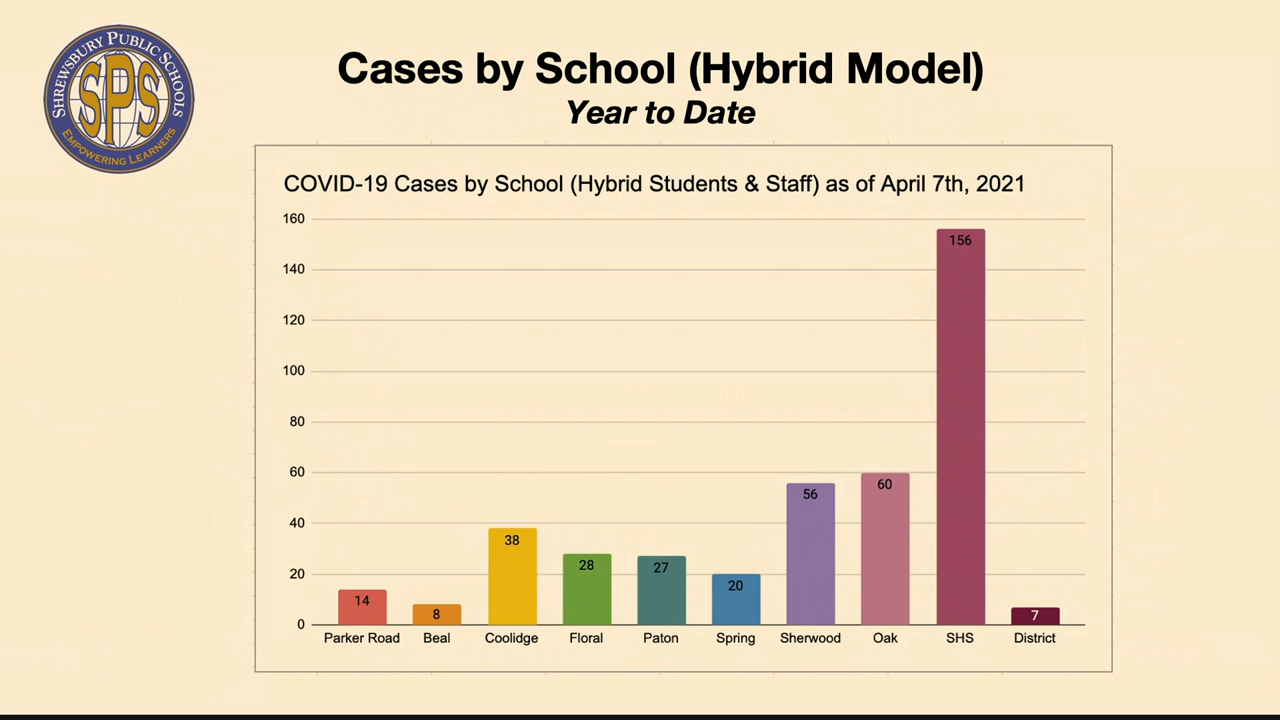 SHREWSBURY PUBLIC SCHOOLS
SPS
EMPOWERING LEARNERS
Cases by School (Hybrid Model)
Year to Date
COVID-19 Cases by School (Hybrid Students & Staff) as of April 7th, 2021
160
140
120
100
80
60
40
20
0
14
8
38
28
27
20
56
60
156
7
Parker Road Beal Coolidge Floral Paton Spring Sherwood Oak SHS District